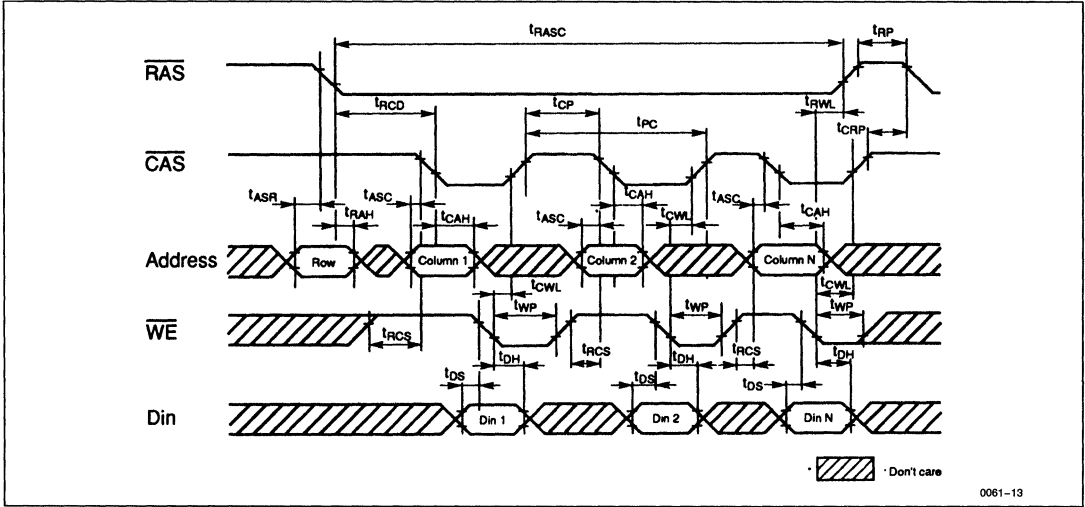 tRASC
tRP
RAS
tRCD
tCP
tRWL
tPC
tCRP
CAS
tASR
tRAH
tASC
tCAH
tASC
tCAH
tCWL
tASC
tCAH
Address
Row
Column 1
Column 2
Column N
tCWL
tCWL
WE
tRCS
tWP
tRCS
tWP
tRCS
tWP
tDS
tDH
tDS
tDH
tDS
tDH
Din
Din 1
Din 2
Din N
Don't care
0061–13